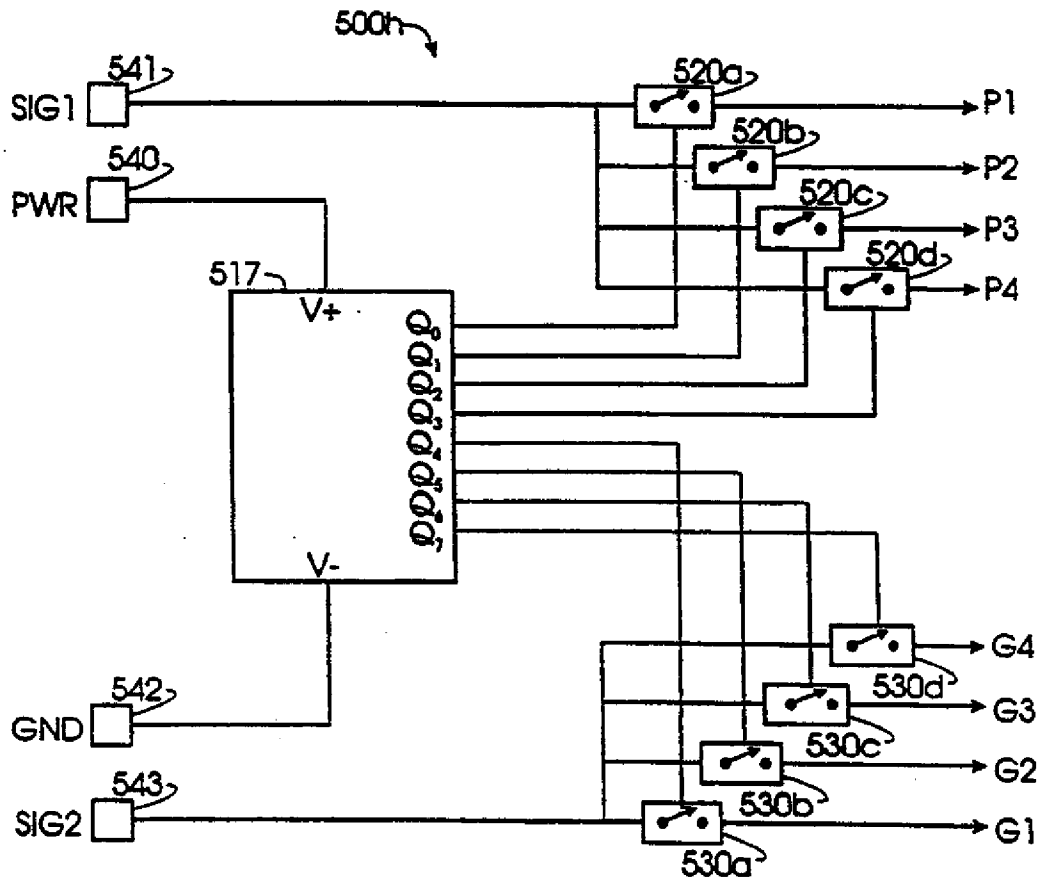 500h
541
SIG1
520a
P1
540
PWR
520b
P2
520c
P3
517
520d
P4
V+
Q0
Q1
Q2
Q3
Q4
Q5
Q6
Q7
V-
G4
530d
542
GND
G3
530c
G2
543
530b
SIG2
G1
530a